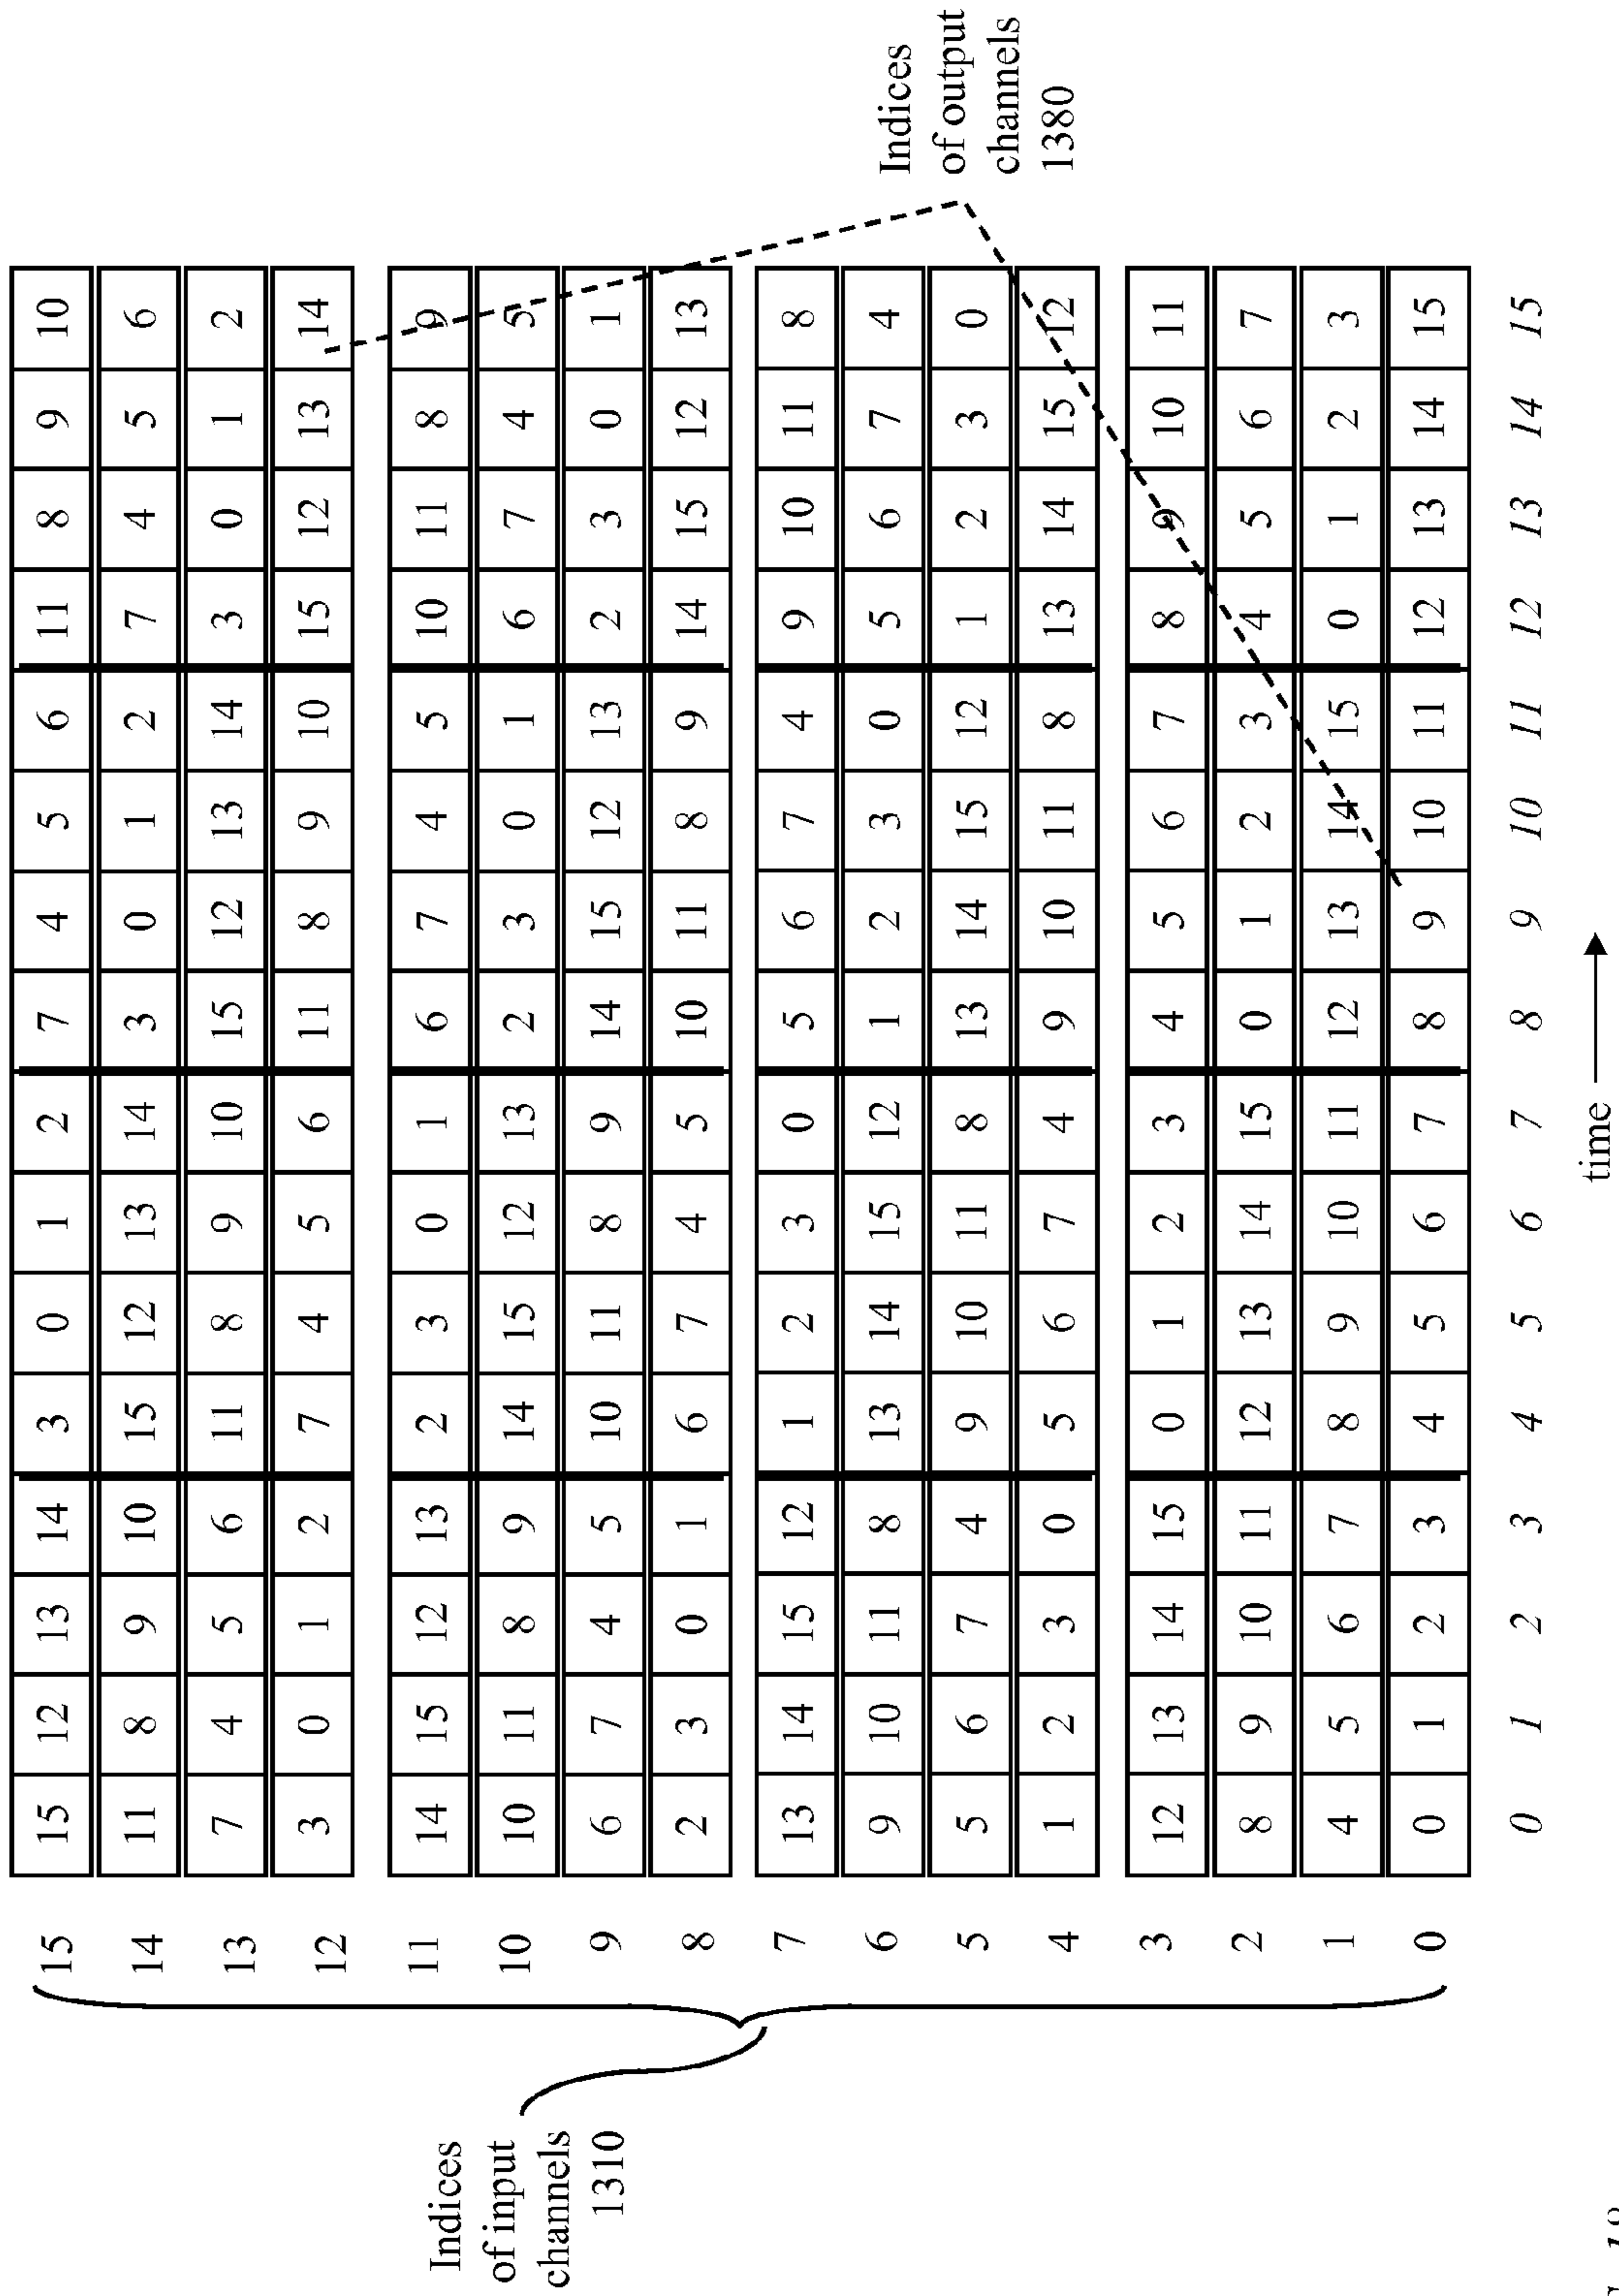 15 15 12 13 14 3 0 1 2 7 4 5 6 11 8 9 10
14 11 8 9 10 15 12 13 14 3 0 1 2 7 4 5 6
13 7 4 5 6 11 8 9 10 15 12 13 14 3 0 1 2
12 3 0 1 2 7 4 5 6 11 8 9 10 15 12 13 14
11 14 15 12 13 2 3 0 1 6 7 4 5 10 11 8 9
10 10 11 8 9 14 15 12 13 2 3 0 1 6 7 4 5
9 6 7 4 5 10 11 8 9 14 15 12 13 2 3 0 1
8 2 3 0 1 6 7 4 5 10 11 8 9 14 15 12 13
7 13 14 15 12 1 2 3 0 5 6 7 4 9 10 11 8
6 9 10 11 8 13 14 15 12 1 2 3 0 5 6 7 4
5 5 6 7 4 9 10 11 8 13 14 15 12 1 2 3 0
4 1 2 3 0 5 6 7 4 9 10 11 8 13 14 15 12
3 12 13 14 15 0 1 2 3 4 5 6 7 8 9 10 11
2 8 9 10 11 12 13 14 15 0 1 2 3 4 5 6 7
1 4 5 6 7 8 9 10 11 12 13 14 15 0 1 2 3
0 0 1 2 3 4 5 6 7 8 9 10 11 12 13 14 15
0 1 2 3 4 5 6 7 8 9 10 11 12 13 14 15
time
Indices
of input
channels
1310
Indices
of output
channels
1380